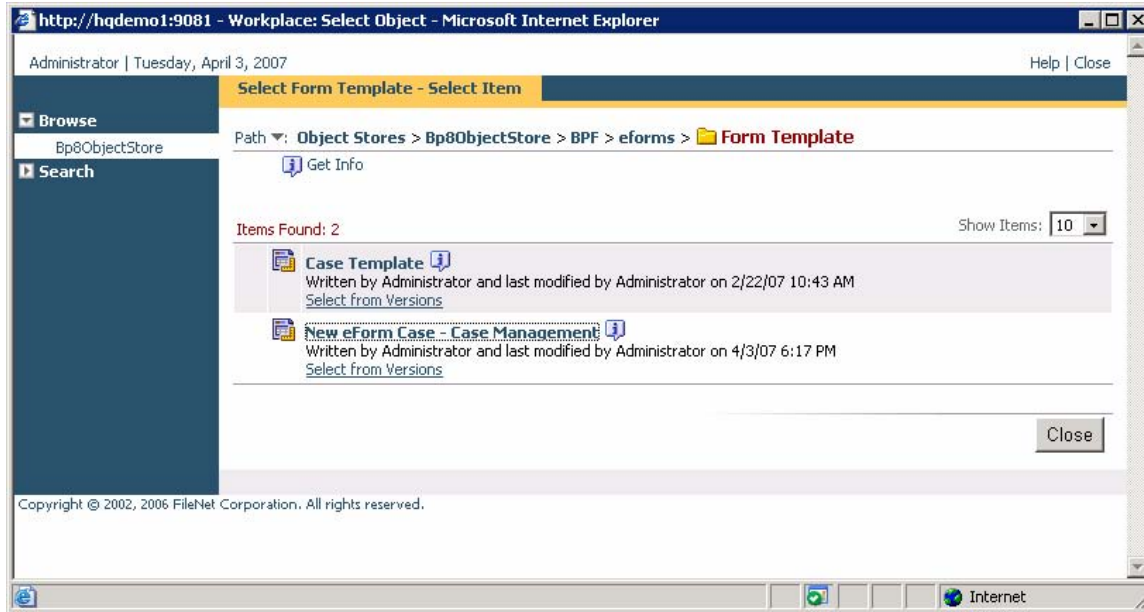 http://hqdemo1:9081 - Workplace: Select Object - Microsoft Internet Explorer
Administrator | Tuesday, April 3, 2007
Help | Close
Select Form Template - Select Item
Browse
Bp8ObjectStore
Search
Path : Object Stores > Bp8ObjectStore > BPF > eforms > Form Template
Get Info
Items Found: 2
Show Items: 10
Case Template
Written by Administrator and last modified by Administrator on 2/22/07 10:43 AM
Select from Versions
New eForm Case - Case Management
Written by Administrator and last modified by Administrator on 4/3/07 6:17 PM
Select from Versions
Close
Copyright © 2002, 2006 FileNet Corporation. All rights reserved.
Internet